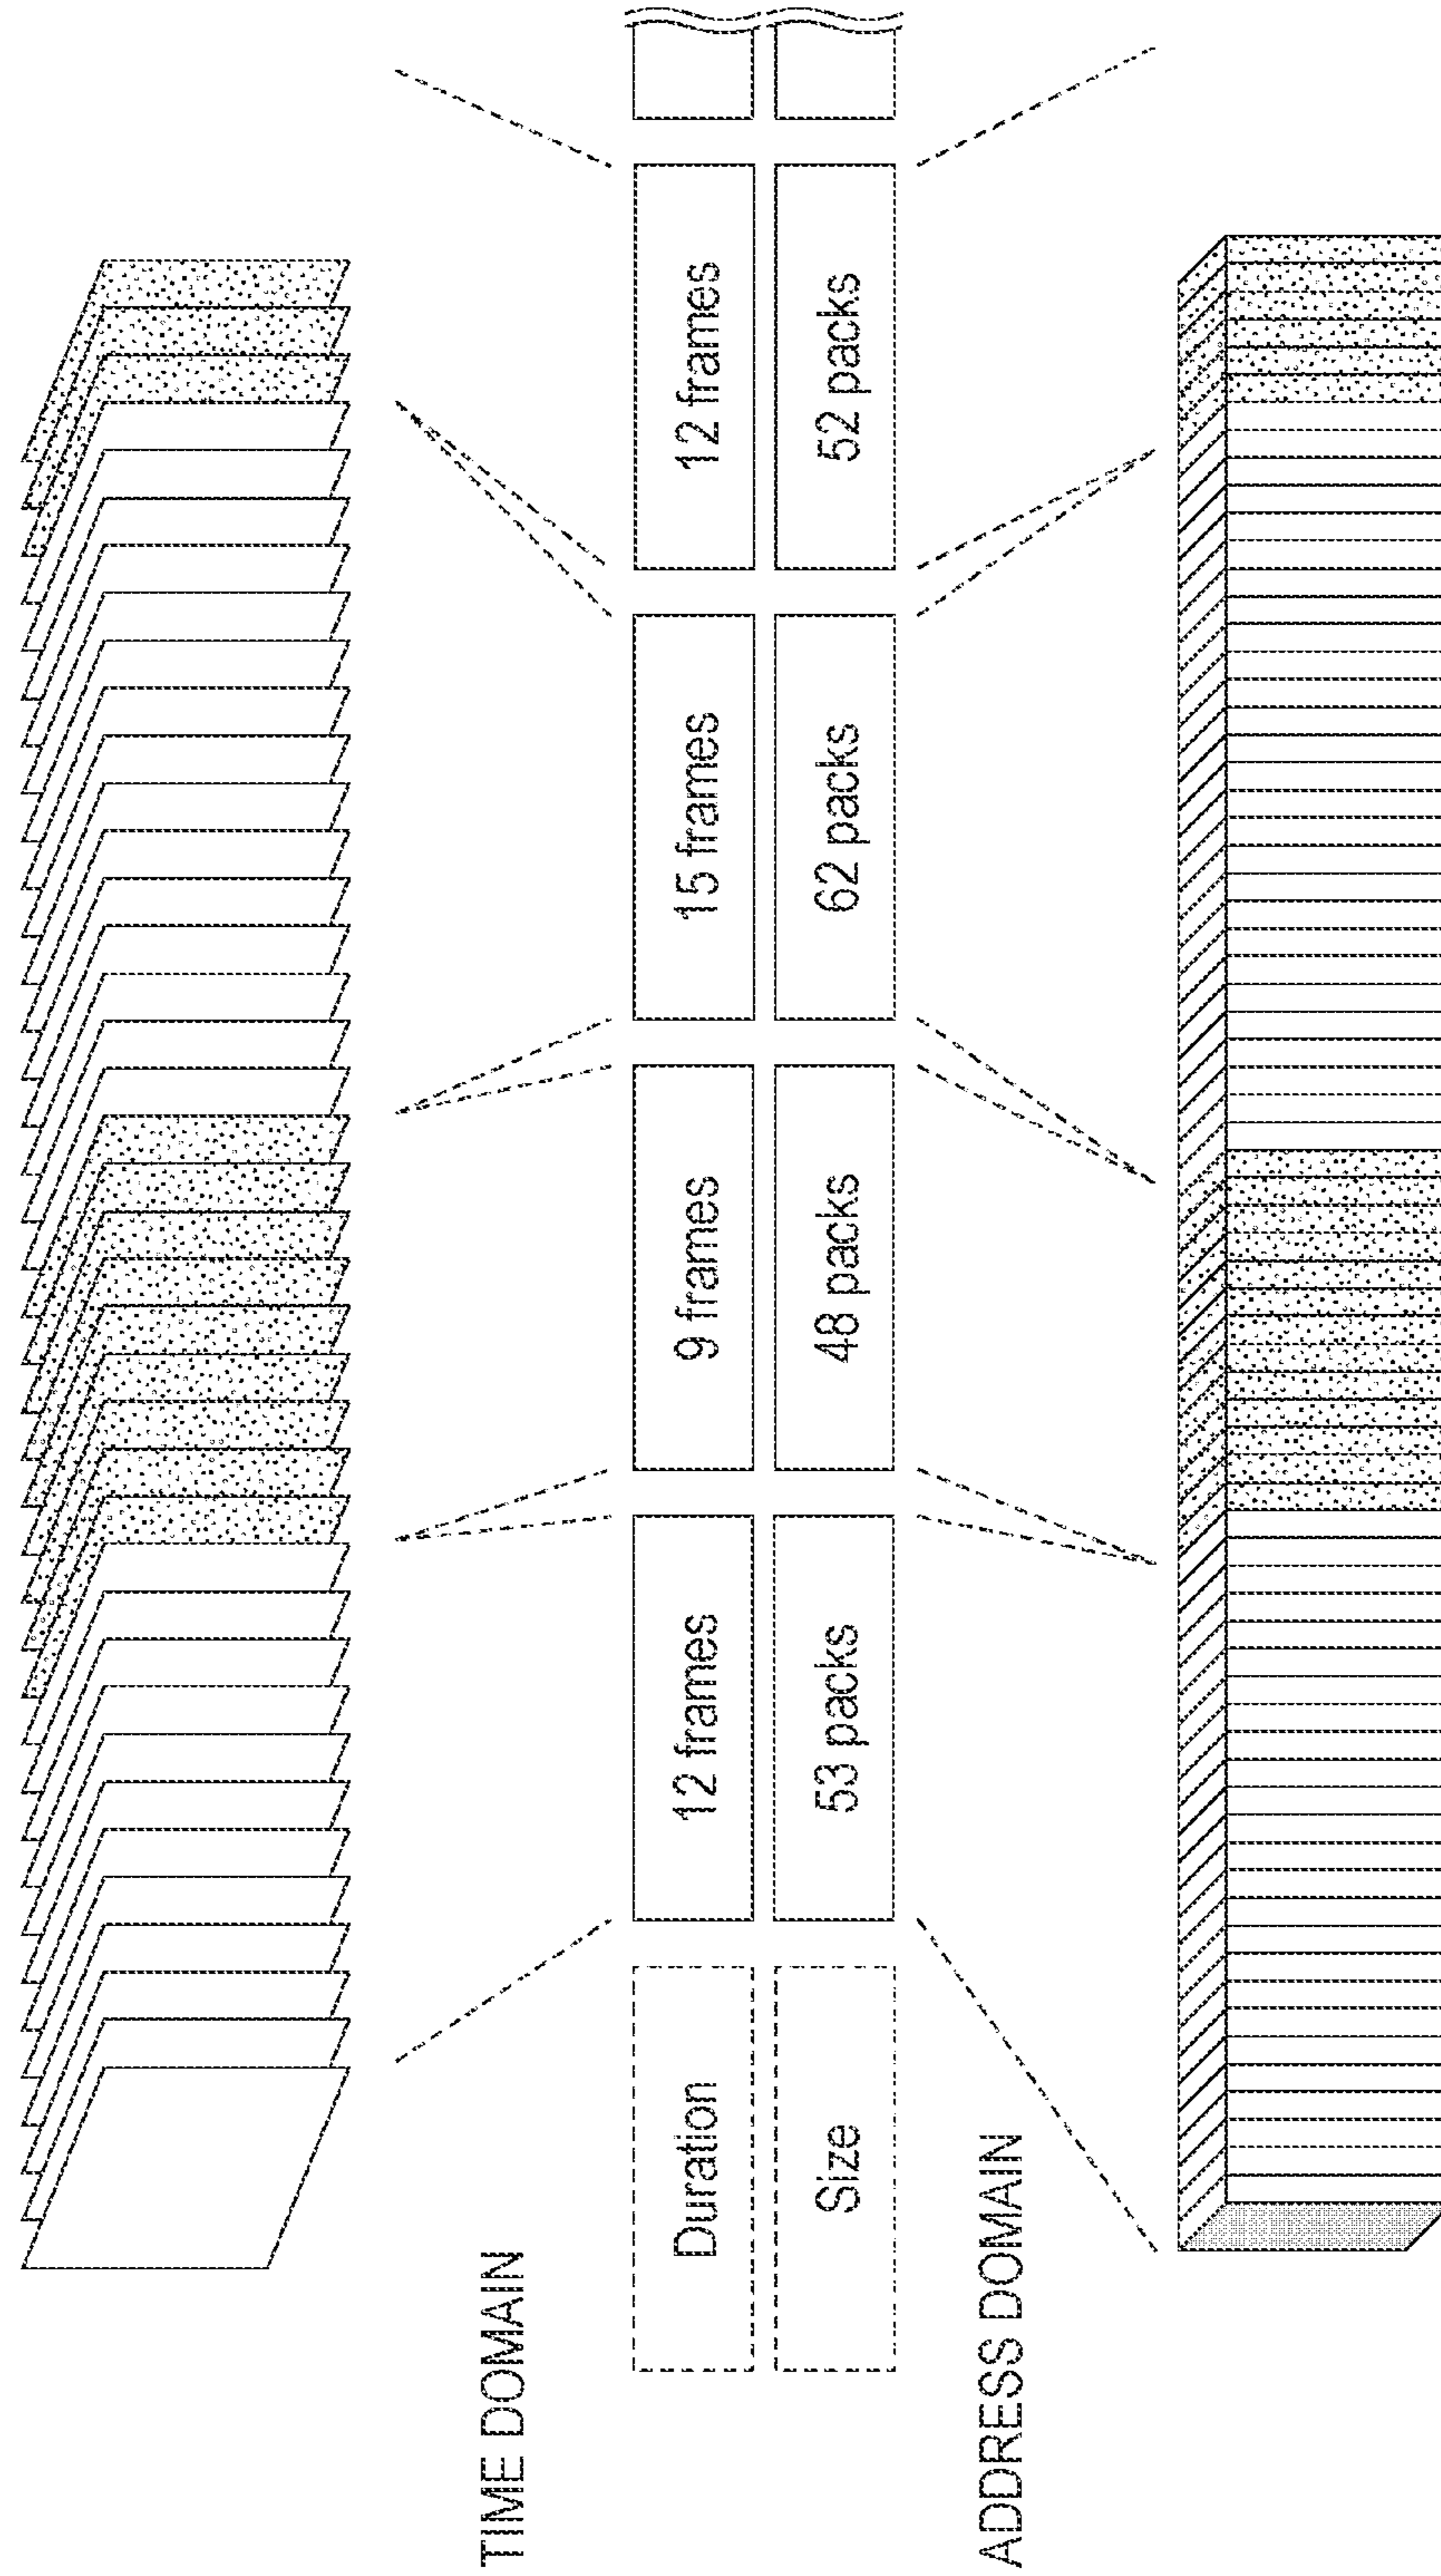 TIME DOMAIN
Duration
12 frames
9 frames
15 frames
12 frames
Size
53 packs
48 packs
62 packs
52 packs
ADDRESS DOMAIN